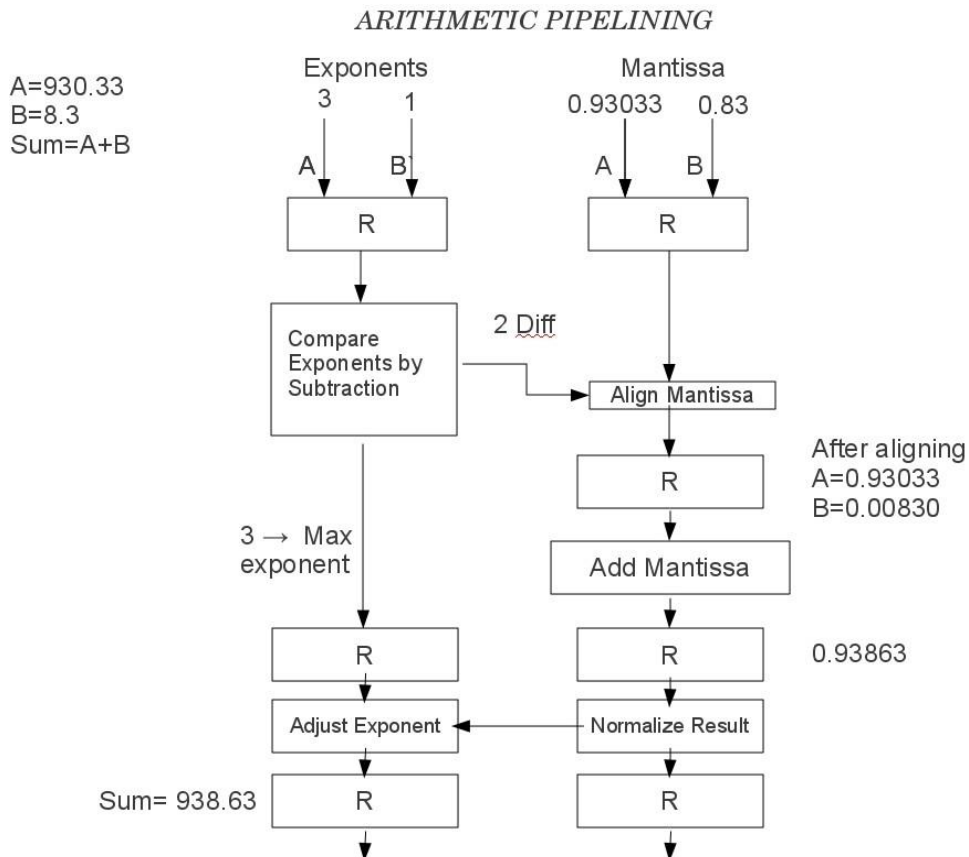 ARITHMETIC PIPELINING
A=930.33
B=8.3
Sum=A+B
Exponents
3 1
A B`
R
Mantissa
0.93033 0.83
A B
R
Compare
Exponents by
Subtraction
2 Diff
Align Mantissa
R
After aligning
A=0.93033
B=0.00830
3 → Max
exponent
Add Mantissa
R
R
0.93863
Adjust Exponent
Normalize Result
Sum= 938.63
R
R